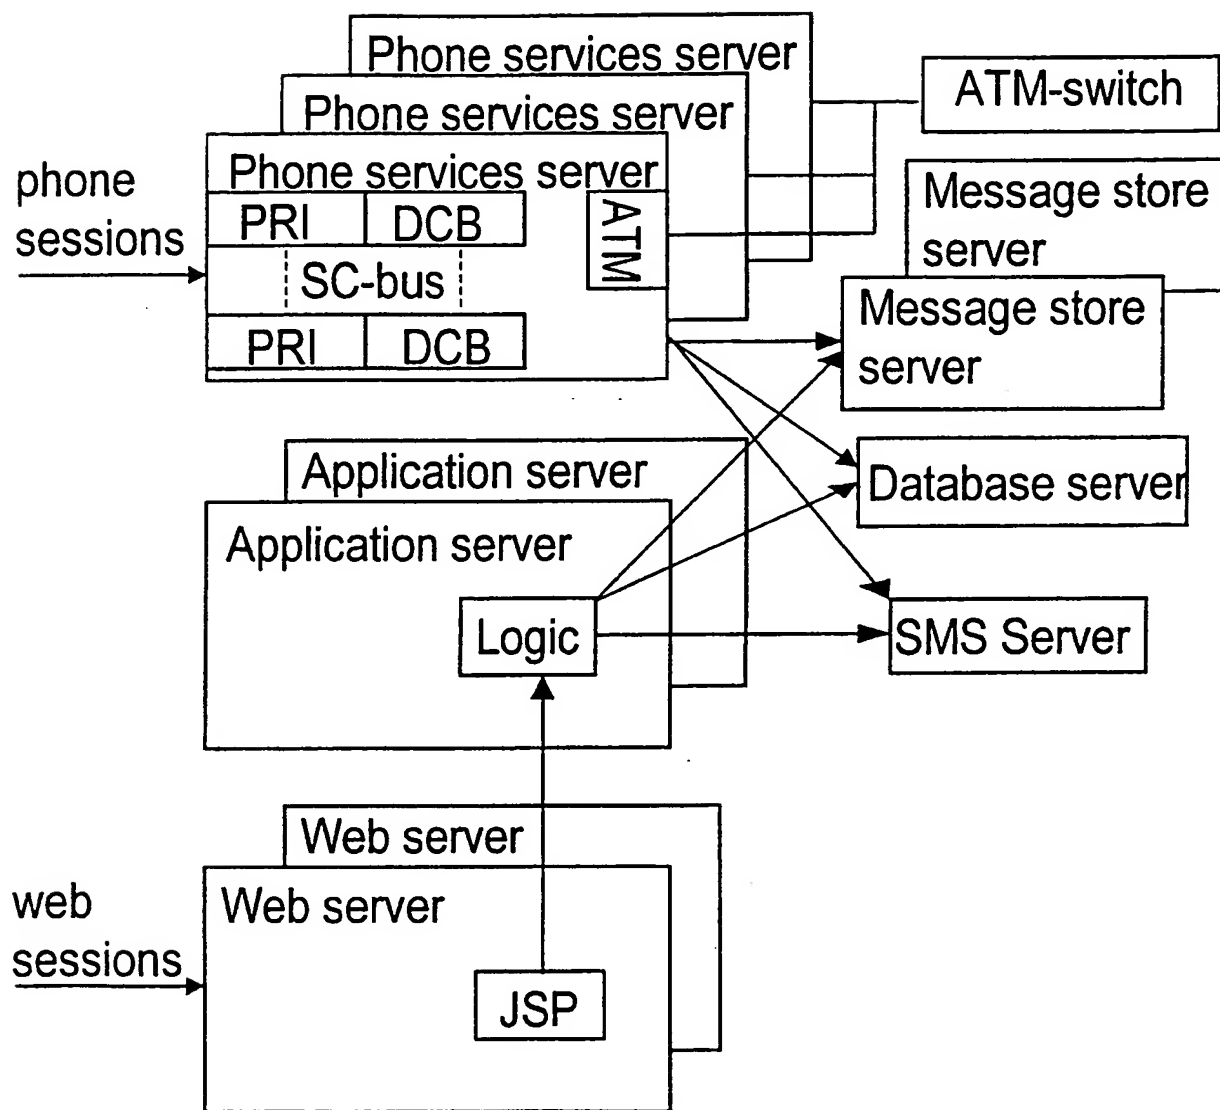 Phone services server
ATM-switch
Phone services server
Phone services server
phone
sessions
PRI
DCB
ATM
SC-bus
PRI
DCB
Message store
server
Message store
server
Application server
Database server
Application server
Logic
SMS Server
Web server
Web server
web
sessions
JSP